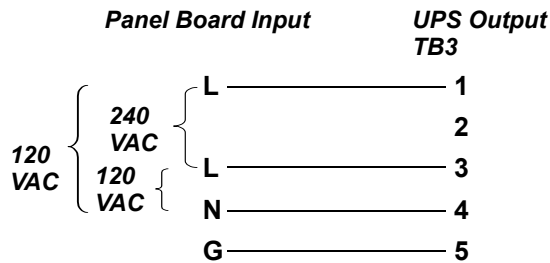 Panel Board Input UPS Output
TB3
L 1
240
VAC
2
120
VAC
L 3
120
VAC
N 4
G 5